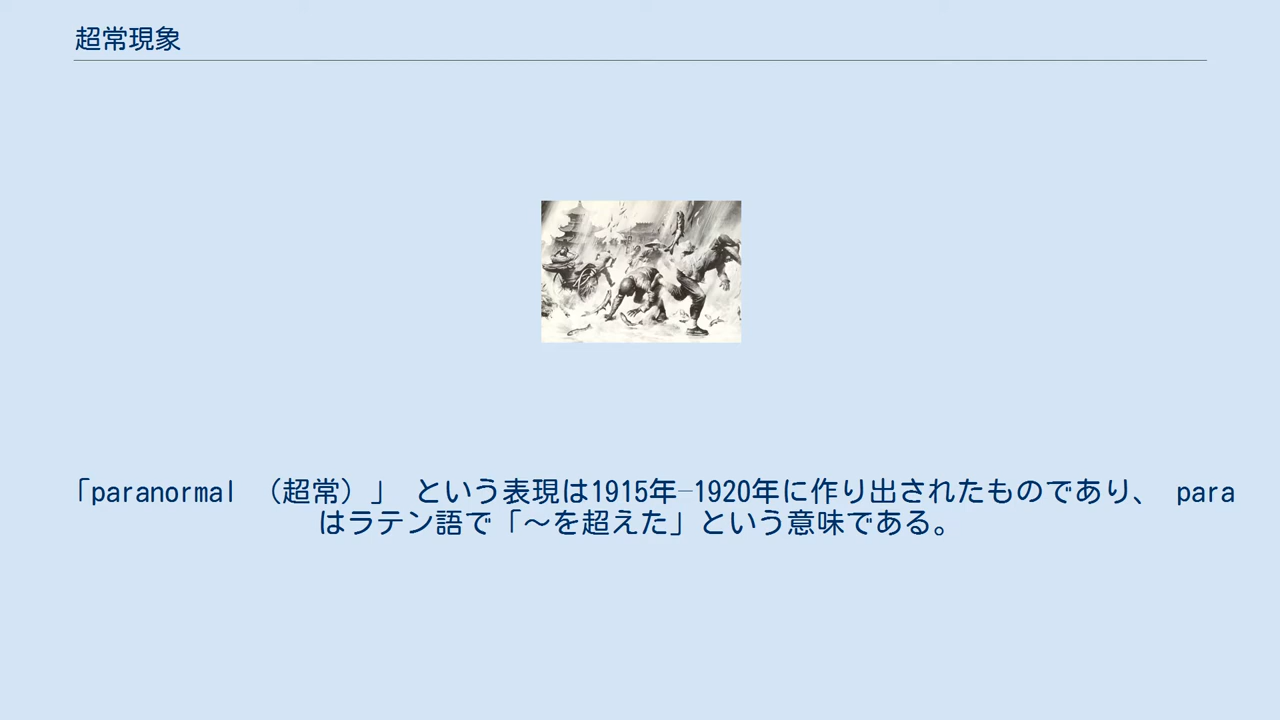 超常現象
「paranormal （超常）」 という表現は1915年–1920年に作り出されたものであり、 para
はラテン語で「～を超えた」という意味である。